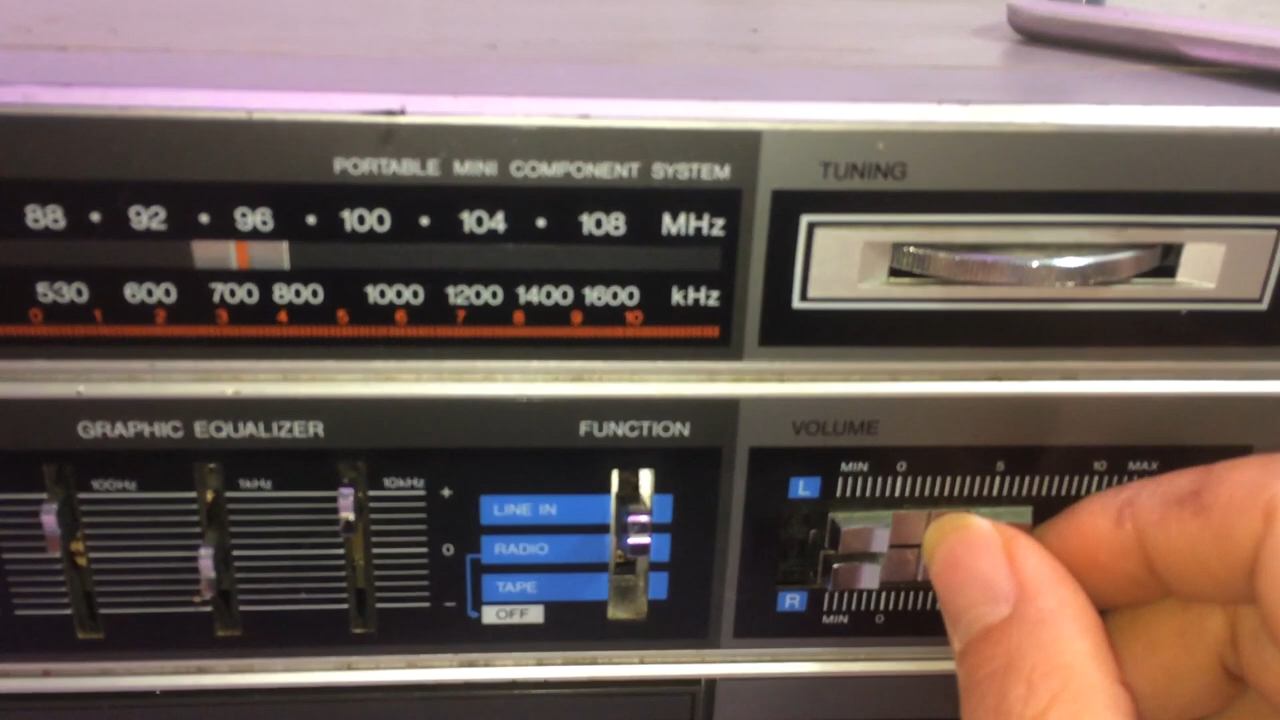 PORTABLE MINI COMPONENT SYSTEM
TUNING
88 • 92 • 96 • 100 • 104 • 108 MHz
530 600 700 800 1000 1200 1400 1600 kHz
0 1 2 3 4 5 6 7 8 9 10
GRAPHIC EQUALIZER
FUNCTION
VOLUME
100Hz 1kHz 10kHz +
0
−
LINE IN
RADIO
TAPE
OFF
MIN 0 5 10 MAX
L
R
MIN 0